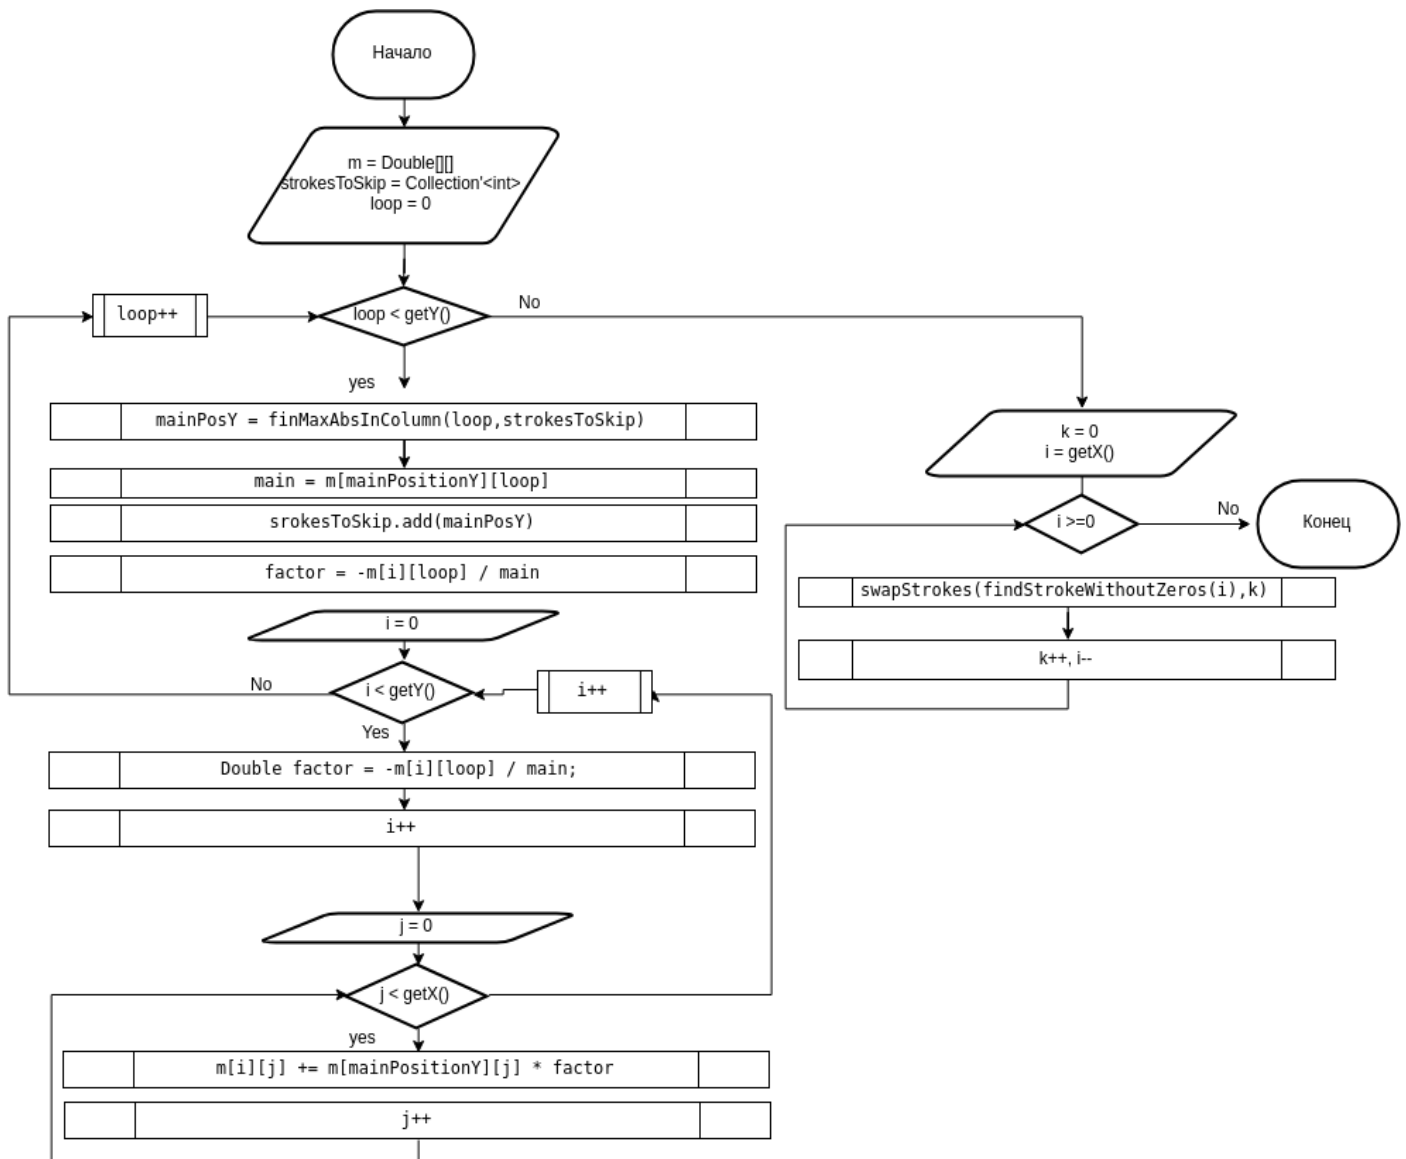 Начало
m = Double[][]
strokesToSkip = Collection'<int>
loop = 0
loop++
loop < getY()
No
yes
mainPosY = finMaxAbsInColumn(loop,strokesToSkip)
main = m[mainPositionY][loop]
srokesToSkip.add(mainPosY)
factor = -m[i][loop] / main
i = 0
i < getY()
No
i++
Yes
Double factor = -m[i][loop] / main;
i++
j = 0
j < getX()
yes
m[i][j] += m[mainPositionY][j] * factor
j++
k = 0
i = getX()
i >=0
No
Конец
swapStrokes(findStrokeWithoutZeros(i),k)
k++, i--